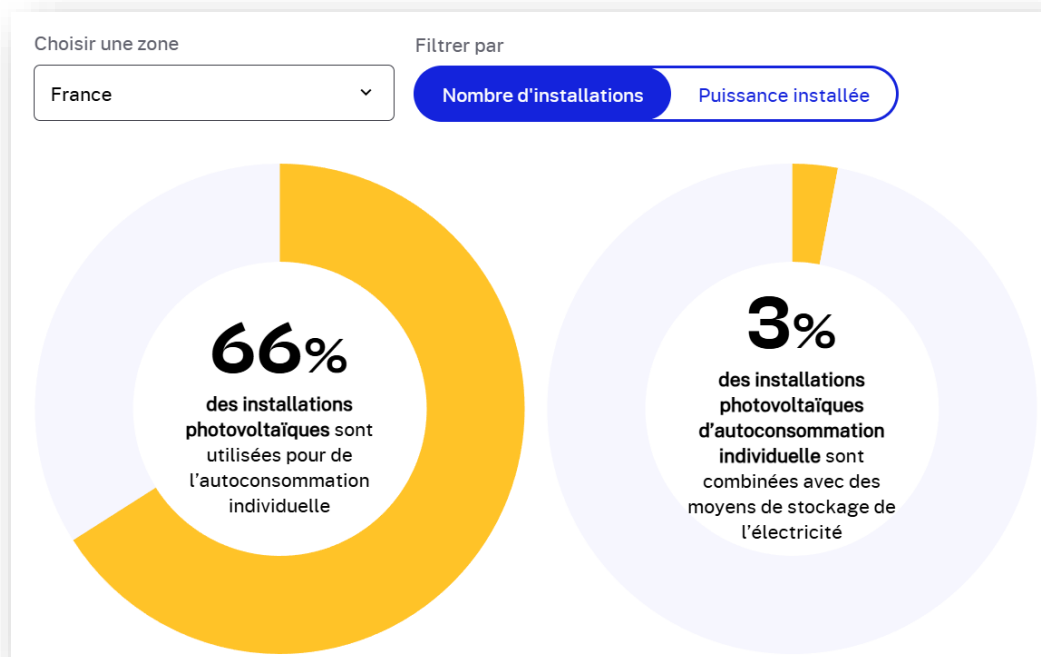 Choisir une zone
France
Filtrer par
Nombre d'installations
Puissance installée
66%
des installations
photovoltaïques sont
utilisées pour de
l'autoconsommation
individuelle
3%
des installations
photovoltaïques
d'autoconsommation
individuelle sont
combinées avec des
moyens de stockage de
l'électricité